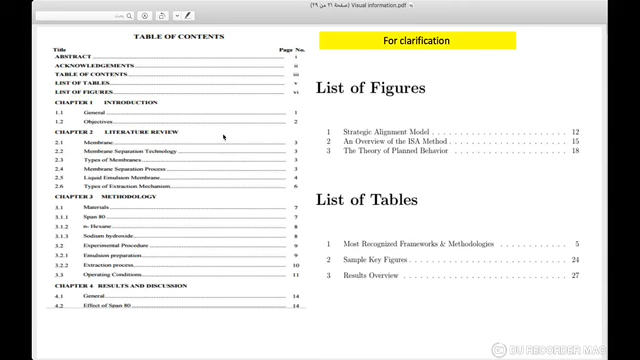 Visual information.pdf (صفحة ٢١ من ٢٩)
بحث
TABLE OF CONTENTS
Title Page No.
ABSTRACT i
ACKNOWLEDGEMENTS ii
TABLE OF CONTENTS iii
LIST OF TABLES v
LIST OF FIGURES vi
CHAPTER 1 INTRODUCTION
1.1 General 1
1.2 Objectives 2
CHAPTER 2 LITERATURE REVIEW
2.1 Membrane 3
2.2 Membrane Separation Technology 3
2.3 Types of Membranes 3
2.4 Membrane Separation Process 3
2.5 Liquid Emulsion Membrane 4
2.6 Types of Extraction Mechanism 6
CHAPTER 3 METHODOLOGY
3.1 Materials 7
3.1.1 Span 80 7
3.1.2 n- Hexane 8
3.1.3 Sodium hydroxide 8
3.2 Experimental Procedure 9
3.2.1 Emulsion preparation 9
3.2.2 Extraction process 10
3.3 Operating Conditions 11
CHAPTER 4 RESULTS AND DISCUSSION
4.1 General 14
4.2 Effect of Span 80 14
For clarification
List of Figures
1 Strategic Alignment Model 12
2 An Overview of the ISA Method 15
3 The Theory of Planned Behavior 18
List of Tables
1 Most Recognized Frameworks & Methodologies 5
2 Sample Key Figures 24
3 Results Overview 27
DU RECORDER MAC